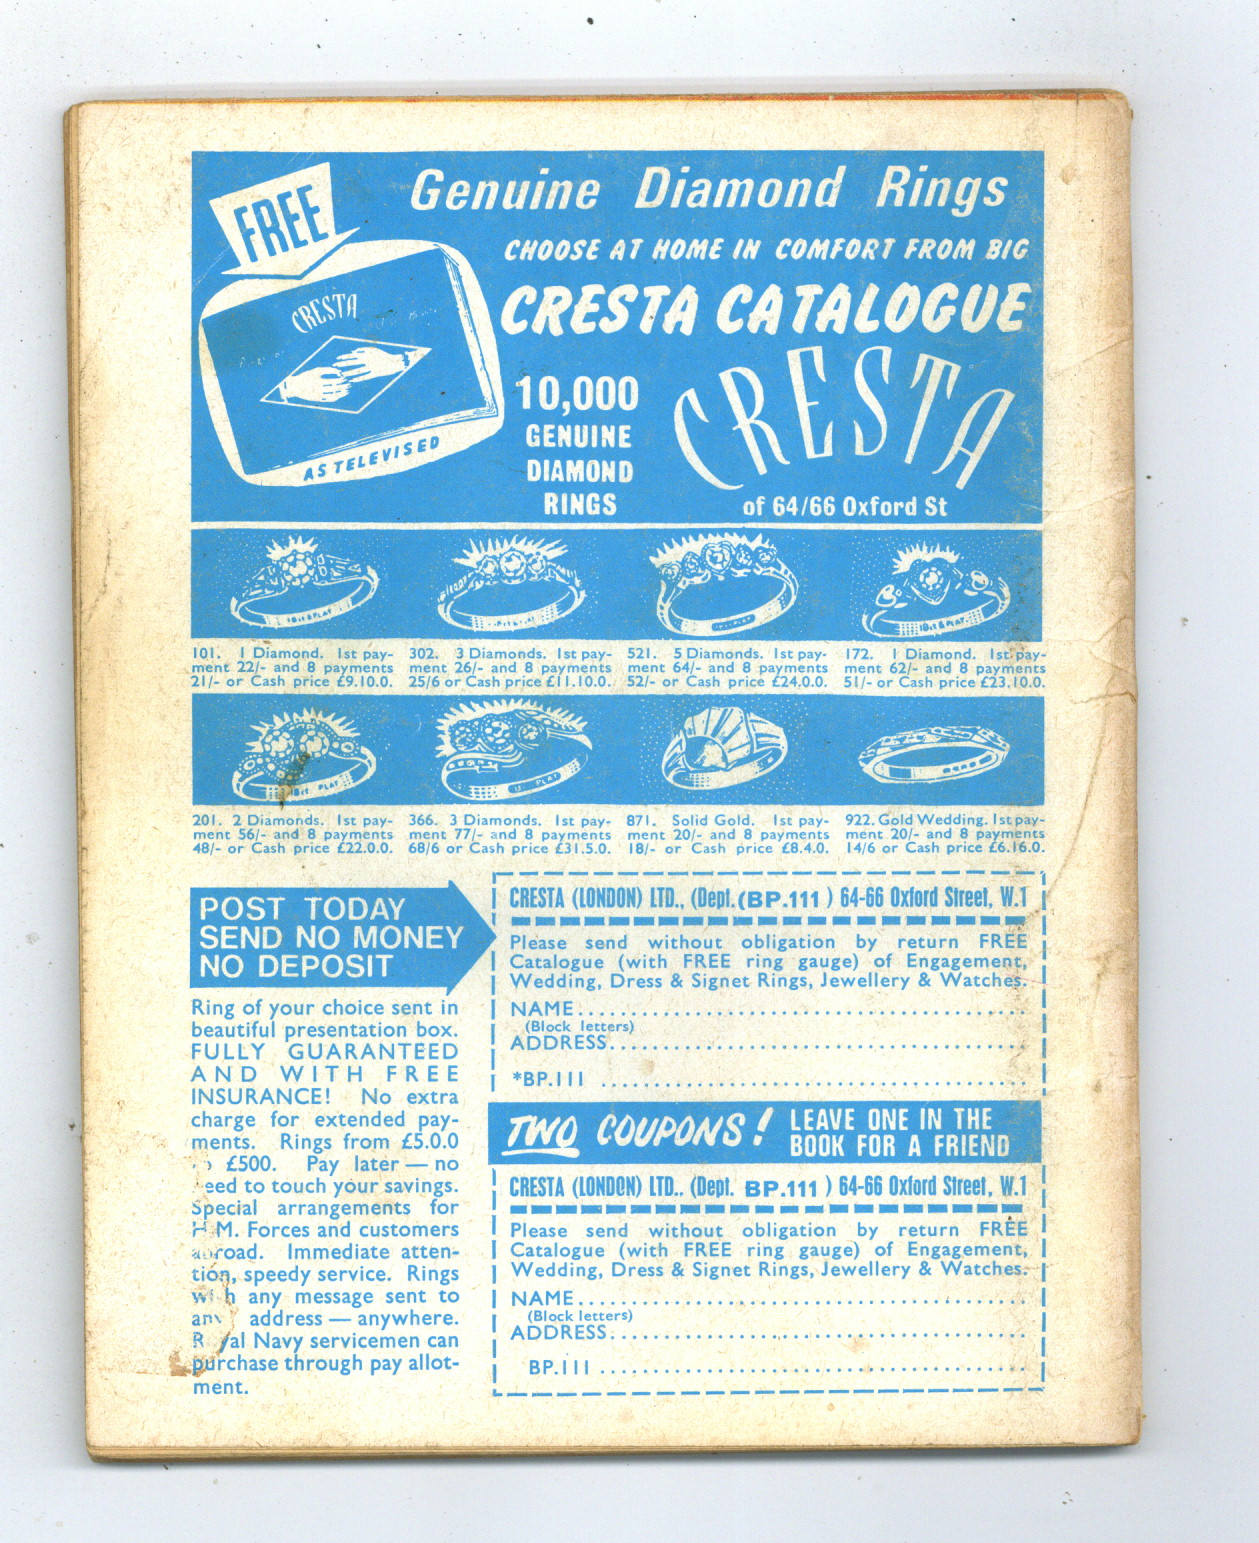 FREE
Genuine Diamond Rings
CHOOSE AT HOME IN COMFORT FROM BIG
CRESTA CATALOGUE
CRESTA
AS TELEVISED
10,000
GENUINE
DIAMOND
RINGS
CRESTA
of 64/66 Oxford St
101. 1 Diamond. 1st pay-
ment 22/- and 8 payments
21/- or Cash price £9.10.0.
302. 3 Diamonds. 1st pay-
ment 26/- and 8 payments
25/6 or Cash price £11.10.0.
521. 5 Diamonds. 1st pay-
ment 64/- and 8 payments
52/- or Cash price £24.0.0.
172. 1 Diamond. 1st pay-
ment 62/- and 8 payments
51/- or Cash price £23.10.0.
201. 2 Diamonds. 1st pay-
ment 56/- and 8 payments
48/- or Cash price £22.0.0.
366. 3 Diamonds. 1st pay-
ment 77/- and 8 payments
68/6 or Cash price £31.5.0.
871. Solid Gold. 1st pay-
ment 20/- and 8 payments
18/- or Cash price £8.4.0.
922. Gold Wedding. 1st pay-
ment 20/- and 8 payments
14/6 or Cash price £6.16.0.
POST TODAY
SEND NO MONEY
NO DEPOSIT
Ring of your choice sent in
beautiful presentation box.
FULLY GUARANTEED
AND WITH FREE
INSURANCE! No extra
charge for extended pay-
ments. Rings from £5.0.0
£500. Pay later — no
need to touch your savings.
Special arrangements for
H.M. Forces and customers
abroad. Immediate atten-
tion, speedy service. Rings
with any message sent to
any address — anywhere.
Royal Navy servicemen can
purchase through pay allot-
ment.
CRESTA (LONDON) LTD., (Dept. (BP.111 ) 64-66 Oxford Street, W.1
Please send without obligation by return FREE
Catalogue (with FREE ring gauge) of Engagement,
Wedding, Dress & Signet Rings, Jewellery & Watches.
NAME
(Block letters)
ADDRESS
*BP.111
TWO COUPONS! LEAVE ONE IN THE
BOOK FOR A FRIEND
CRESTA (LONDON) LTD., (Dept. BP.111 ) 64-66 Oxford Street, W.1
Please send without obligation by return FREE
Catalogue (with FREE ring gauge) of Engagement,
Wedding, Dress & Signet Rings, Jewellery & Watches.
NAME
(Block letters)
ADDRESS
BP.111